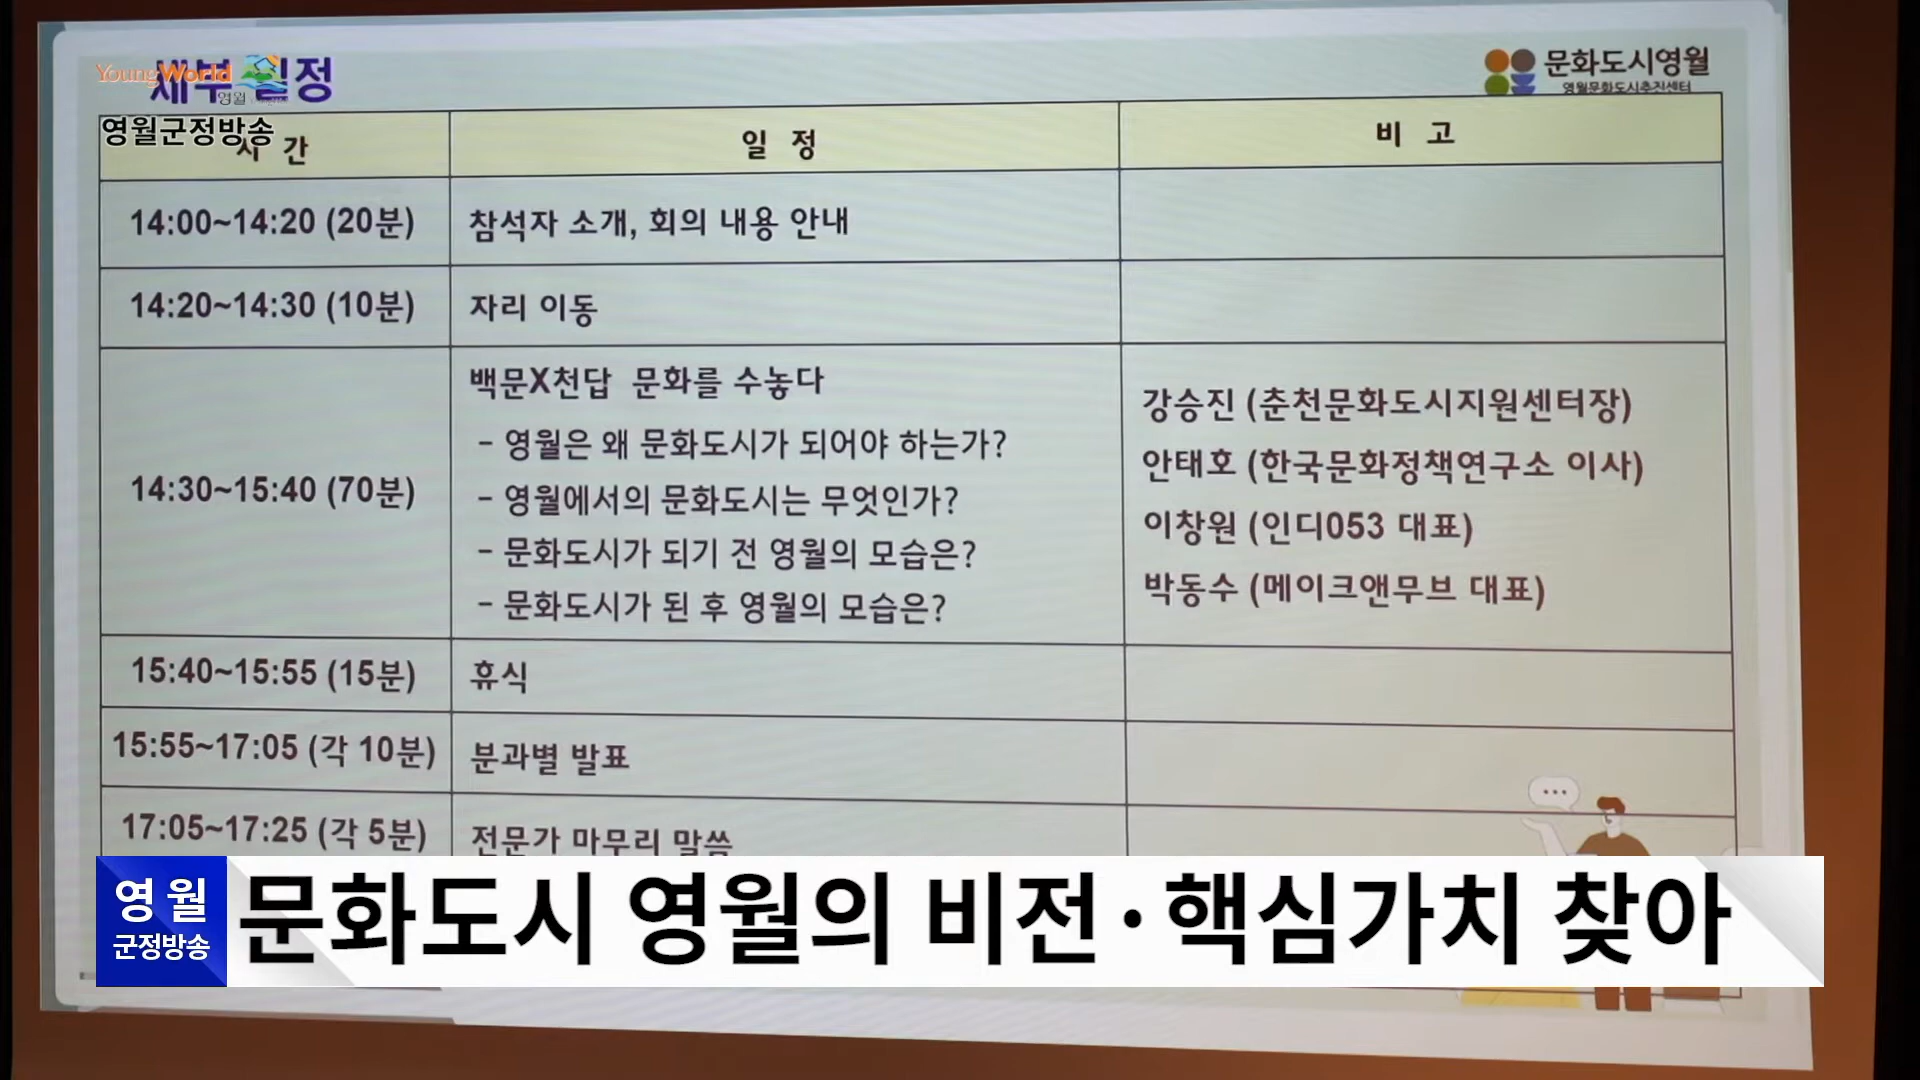 YoungWorld
세부 일정
영월
문화도시영월
영월문화도시추진센터
영월군정방송
시 간
일 정
비 고
14:00~14:20 (20분)
참석자 소개, 회의 내용 안내
14:20~14:30 (10분)
자리 이동
14:30~15:40 (70분)
백문X천답 문화를 수놓다
- 영월은 왜 문화도시가 되어야 하는가?
- 영월에서의 문화도시는 무엇인가?
- 문화도시가 되기 전 영월의 모습은?
- 문화도시가 된 후 영월의 모습은?
강승진 (춘천문화도시지원센터장)
안태호 (한국문화정책연구소 이사)
이창원 (인디053 대표)
박동수 (메이크앤무브 대표)
15:40~15:55 (15분)
휴식
15:55~17:05 (각 10분)
분과별 발표
17:05~17:25 (각 5분)
전문가 마무리 말씀
영월
군정방송
문화도시 영월의 비전·핵심가치 찾아